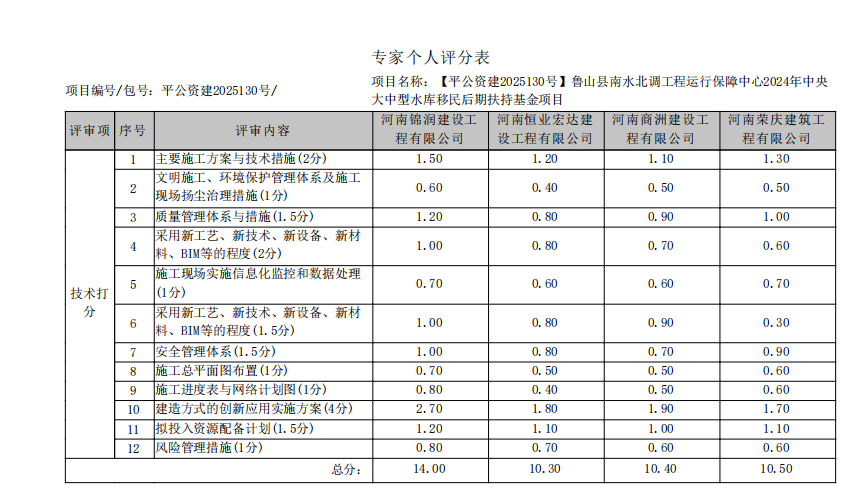 专家个人评分表
项目编号/包号：平公资建2025130号/
项目名称：【平公资建2025130号】鲁山县南水北调工程运行保障中心2024年中央
大中型水库移民后期扶持基金项目
评审项 序号 评审内容 河南锦润建设工程有限公司 河南恒业宏达建设工程有限公司 河南商洲建设工程有限公司 河南荣庆建筑工程有限公司
技术打分
1 主要施工方案与技术措施(2分) 1.50 1.20 1.10 1.30
2 文明施工、环境保护管理体系及施工现场扬尘治理措施(1分) 0.60 0.40 0.50 0.50
3 质量管理体系与措施(1.5分) 1.20 0.80 0.90 1.00
4 采用新工艺、新技术、新设备、新材料、BIM等的程度(2分) 1.00 0.80 0.70 0.60
5 施工现场实施信息化监控和数据处理(1分) 0.70 0.60 0.60 0.70
6 采用新工艺、新技术、新设备、新材料、BIM等的程度(1.5分) 1.00 0.80 0.90 0.30
7 安全管理体系(1.5分) 1.00 0.80 0.70 0.90
8 施工总平面图布置(1分) 0.70 0.50 0.50 0.60
9 施工进度表与网络计划图(1分) 0.80 0.40 0.50 0.60
10 建造方式的创新应用实施方案(4分) 2.70 1.80 1.90 1.70
11 拟投入资源配备计划(1.5分) 1.20 1.10 1.00 1.10
12 风险管理措施(1分) 0.80 0.70 0.60 0.60
总分： 14.00 10.30 10.40 10.50